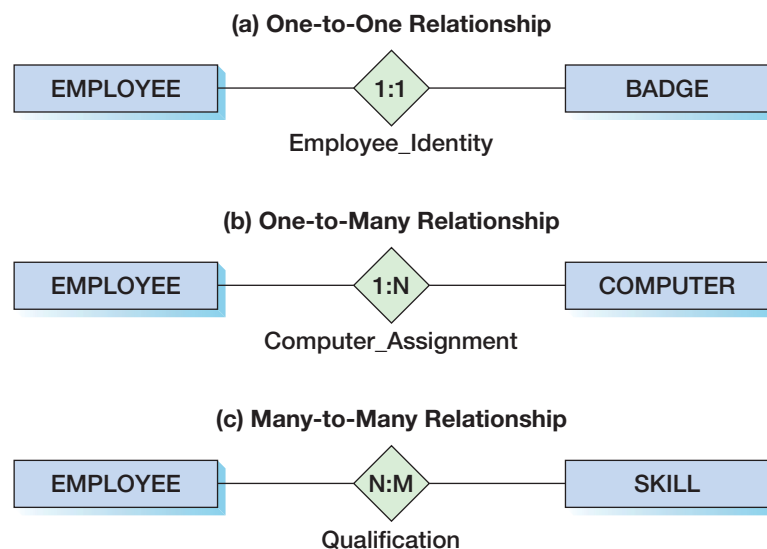 (a) One-to-One Relationship
EMPLOYEE 1:1 BADGE
Employee_Identity
(b) One-to-Many Relationship
EMPLOYEE 1:N COMPUTER
Computer_Assignment
(c) Many-to-Many Relationship
EMPLOYEE N:M SKILL
Qualification